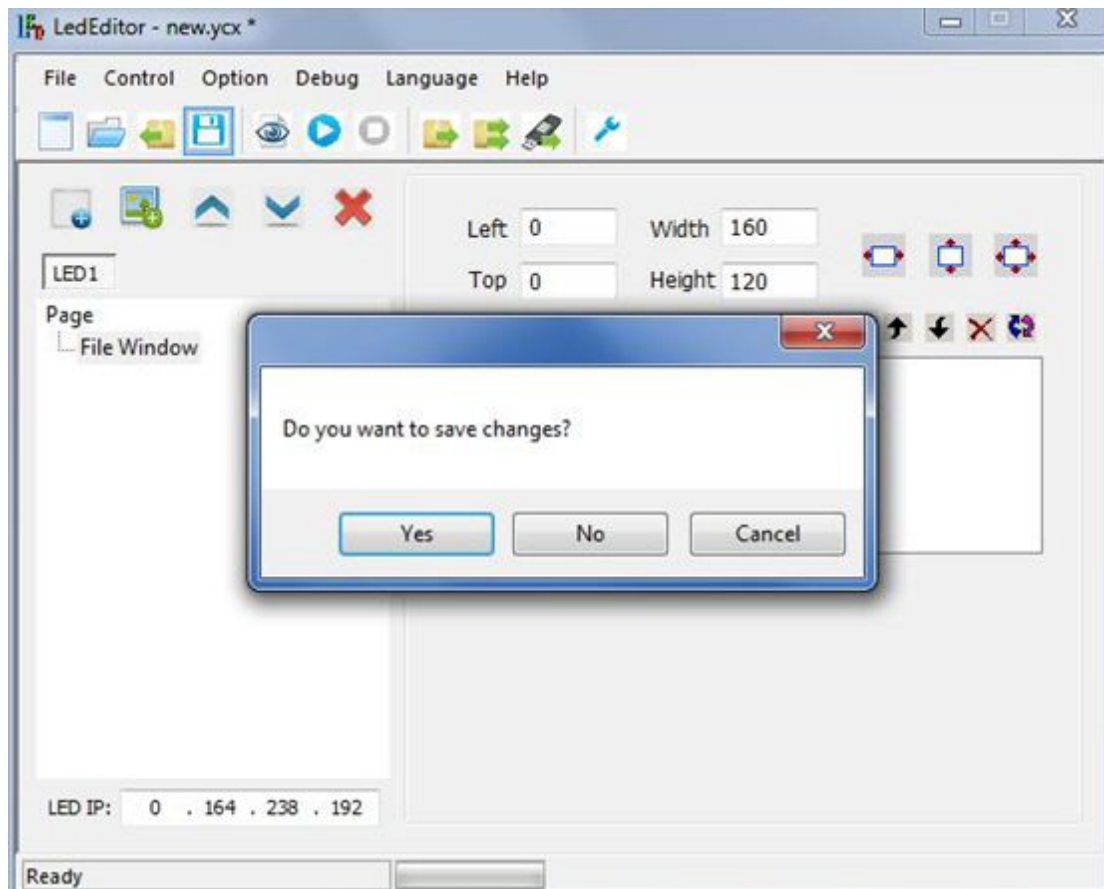 LedEditor - new.ycx *
File Control Option Debug Language Help
Left 0 Width 160
LED1
Top 0 Height 120
Page
File Window
Do you want to save changes?
Yes No Cancel
LED IP: 0 . 164 . 238 . 192
Ready